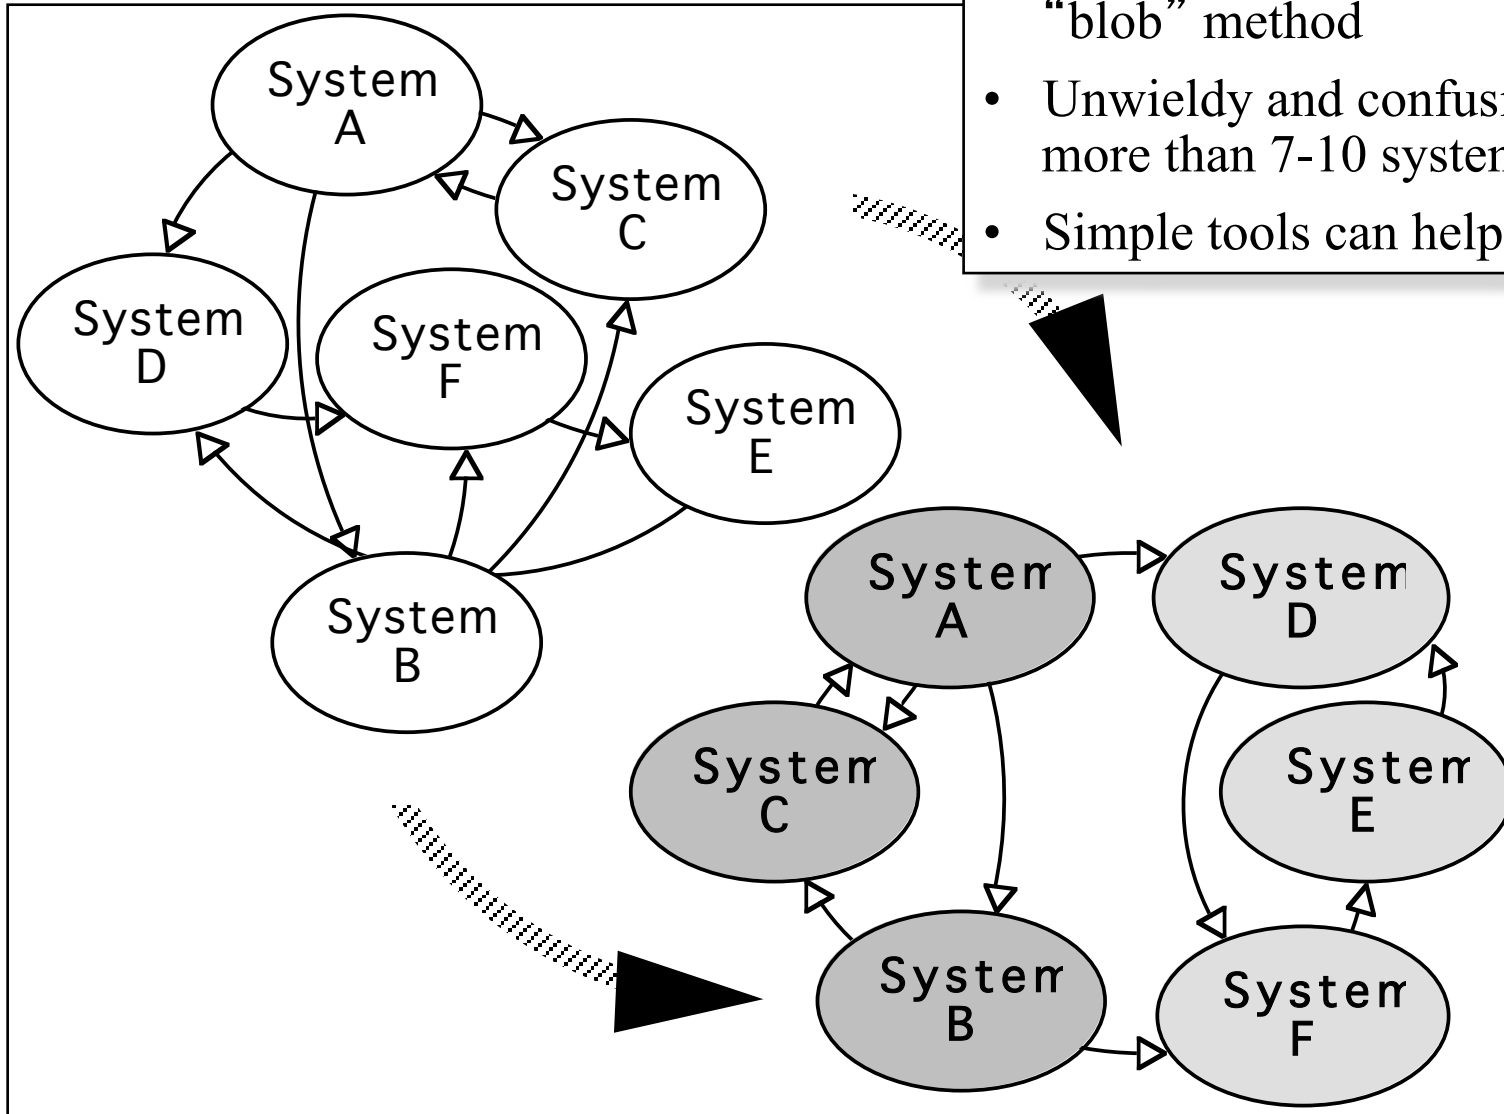 “blob” method
• Unwieldy and confusi
more than 7-10 system
• Simple tools can help
System
A
System
C
System
D
System
F
System
E
System
B
System
A
System
D
System
C
System
E
System
B
System
F